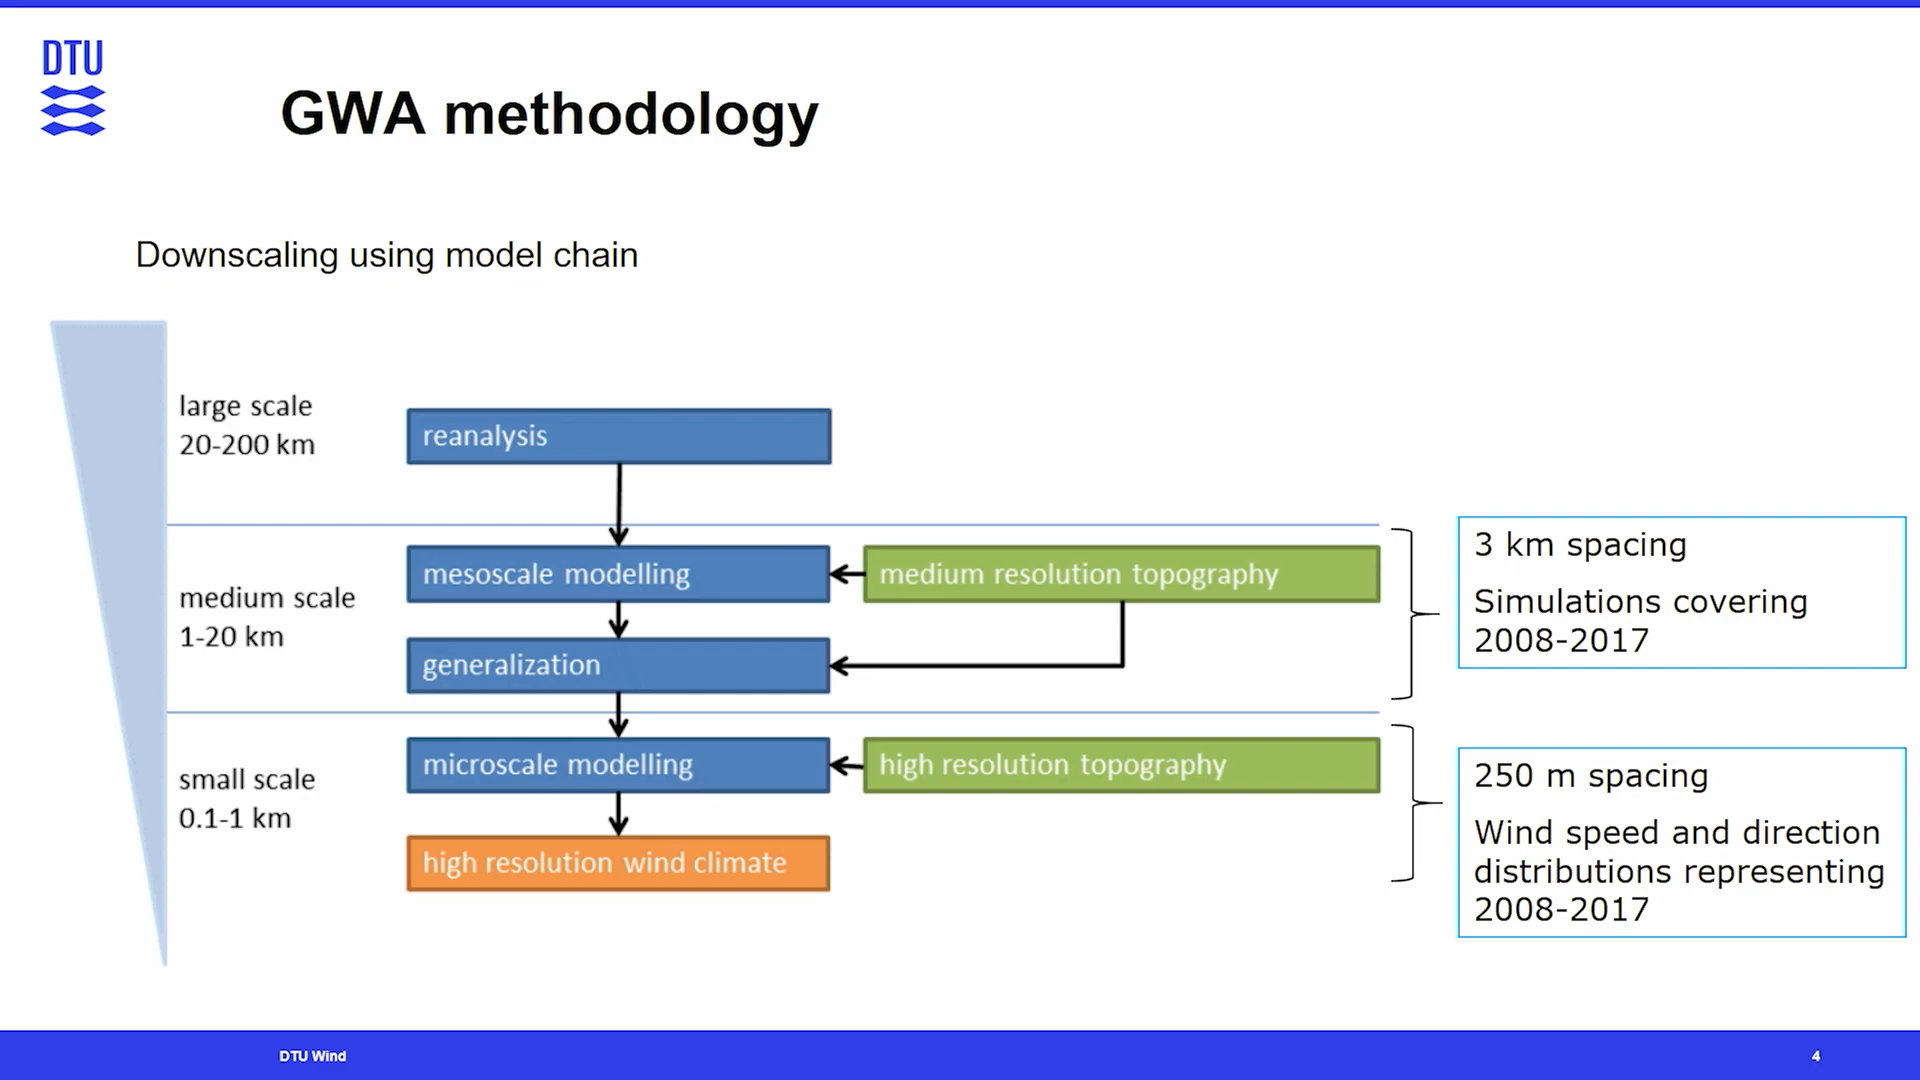 DTU
GWA methodology
Downscaling using model chain
large scale
20-200 km
reanalysis
medium scale
1-20 km
mesoscale modelling
medium resolution topography
generalization
3 km spacing
Simulations covering
2008-2017
small scale
0.1-1 km
microscale modelling
high resolution topography
high resolution wind climate
250 m spacing
Wind speed and direction
distributions representing
2008-2017
DTU Wind
4